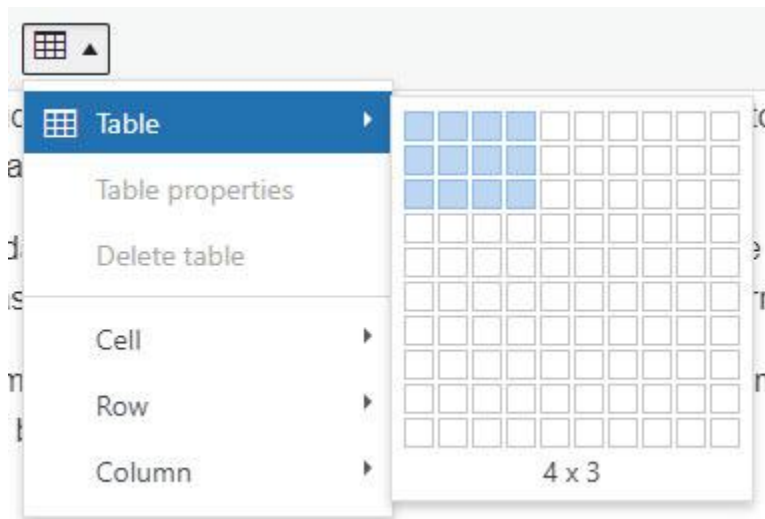 Table
Table properties
Delete table
Cell
Row
Column
4 x 3